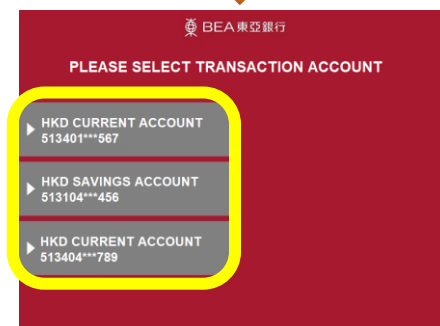 BEA東亞銀行
PLEASE SELECT TRANSACTION ACCOUNT
HKD CURRENT ACCOUNT
513401***567
HKD SAVINGS ACCOUNT
513104***456
HKD CURRENT ACCOUNT
513404***789